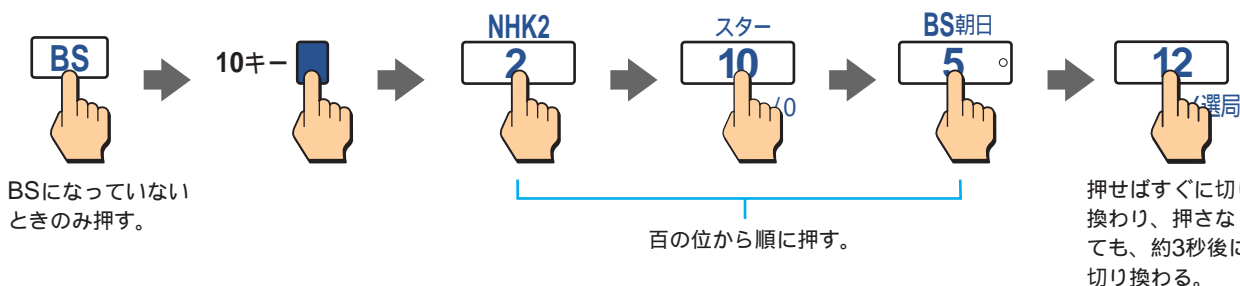 BS
10キー
NHK2
2
スター
10
/0
BS朝日
5
12
/選局
BSになっていない
ときのみ押す。
百の位から順に押す。
押せばすぐに切り
換わり、押さな
ても、約3秒後に
切り換わる。